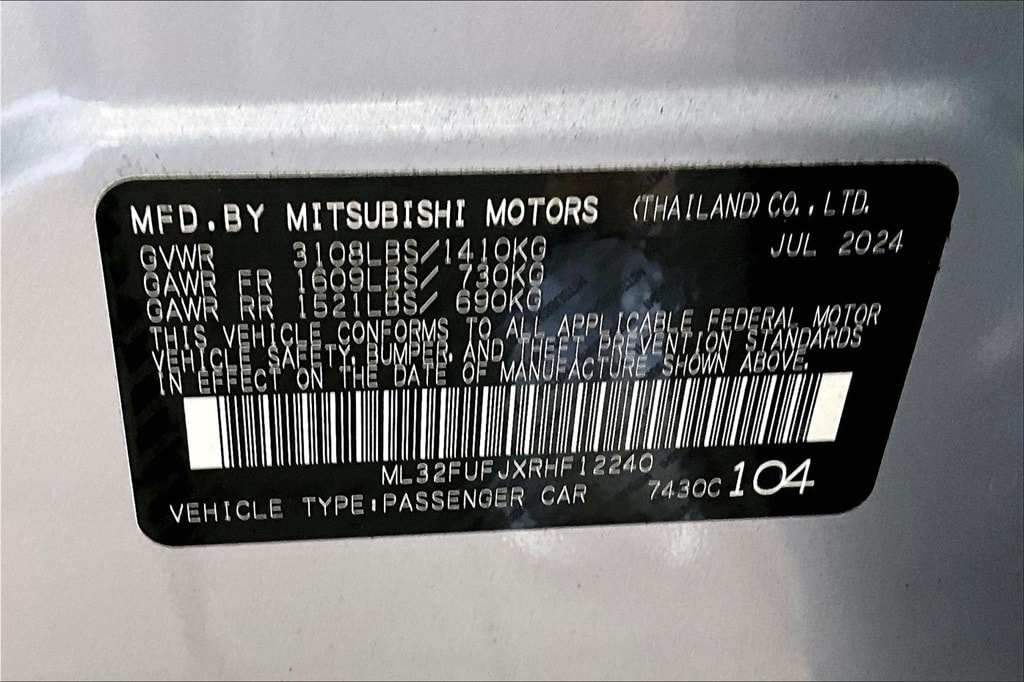 MFD.BY MITSUBISHI MOTORS (THAILAND) CO.,LTD.
JUL 2024
GVWR 3108LBS/1410KG
GAWR FR 1609LBS/ 730KG
GAWR RR 1521LBS/ 690KG
THIS VEHICLE CONFORMS TO ALL APPLICABLE FEDERAL MOTOR
VEHICLE SAFETY, BUMPER, AND THEFT PREVENTION STANDARDS
IN EFFECT ON THE DATE OF MANUFACTURE SHOWN ABOVE.
ML32FUFJXRHF12240
VEHICLE TYPE:PASSENGER CAR 7430C 104